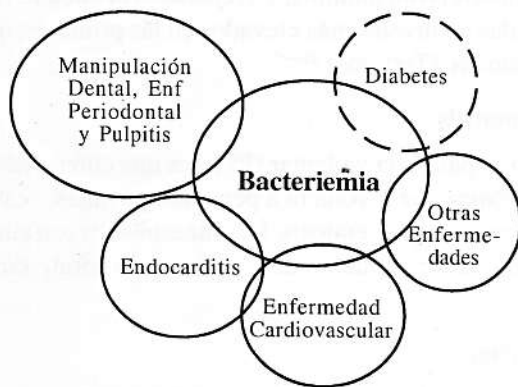 Manipulación
Dental, Enf
Periodontal
y Pulpitis
Diabetes
Bacteriemia
Otras
Enferme-
dades
Endocarditis
Enfermedad
Cardiovascular